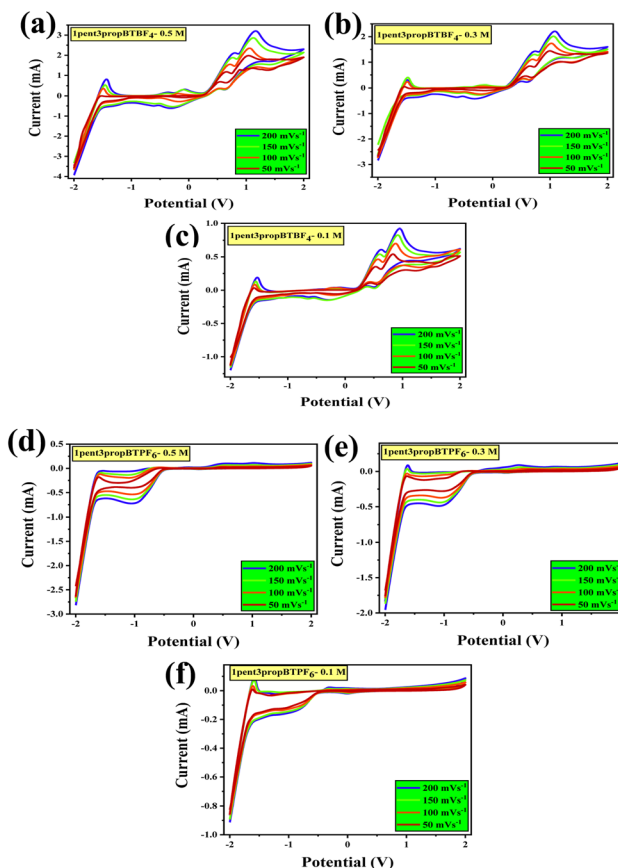 (a)
1pent3propBTBF4- 0.5 M
Current (mA)
3
2
1
0
-1
-2
-3
-4
200 mVs-1
150 mVs-1
100 mVs-1
50 mVs-1
-2 -1 0 1 2
Potential (V)
(b)
1pent3propBTBF4- 0.3 M
Current (mA)
3
2
1
0
-1
-2
-3
200 mVs-1
150 mVs-1
100 mVs-1
50 mVs-1
-2 -1 0 1 2
Potential (V)
(c)
1pent3propBTBF4- 0.1 M
Current (mA)
1.0
0.5
0.0
-0.5
-1.0
200 mVs-1
150 mVs-1
100 mVs-1
50 mVs-1
-2 -1 0 1 2
Potential (V)
(d)
1pent3propBTPF6- 0.5 M
Current (mA)
0.5
0.0
-0.5
-1.0
-1.5
-2.0
-2.5
-3.0
200 mVs-1
150 mVs-1
100 mVs-1
50 mVs-1
-2 -1 0 1 2
Potential (V)
(e)
1pent3propBTPF6- 0.3 M
Current (mA)
0.5
0.0
-0.5
-1.0
-1.5
-2.0
200 mVs-1
150 mVs-1
100 mVs-1
50 mVs-1
-2 -1 0 1
Potential (V)
(f)
1pent3propBTPF6- 0.1 M
Current (mA)
0.0
-0.2
-0.4
-0.6
-0.8
-1.0
200 mVs-1
150 mVs-1
100 mVs-1
50 mVs-1
-2 -1 0 1 2
Potential (V)